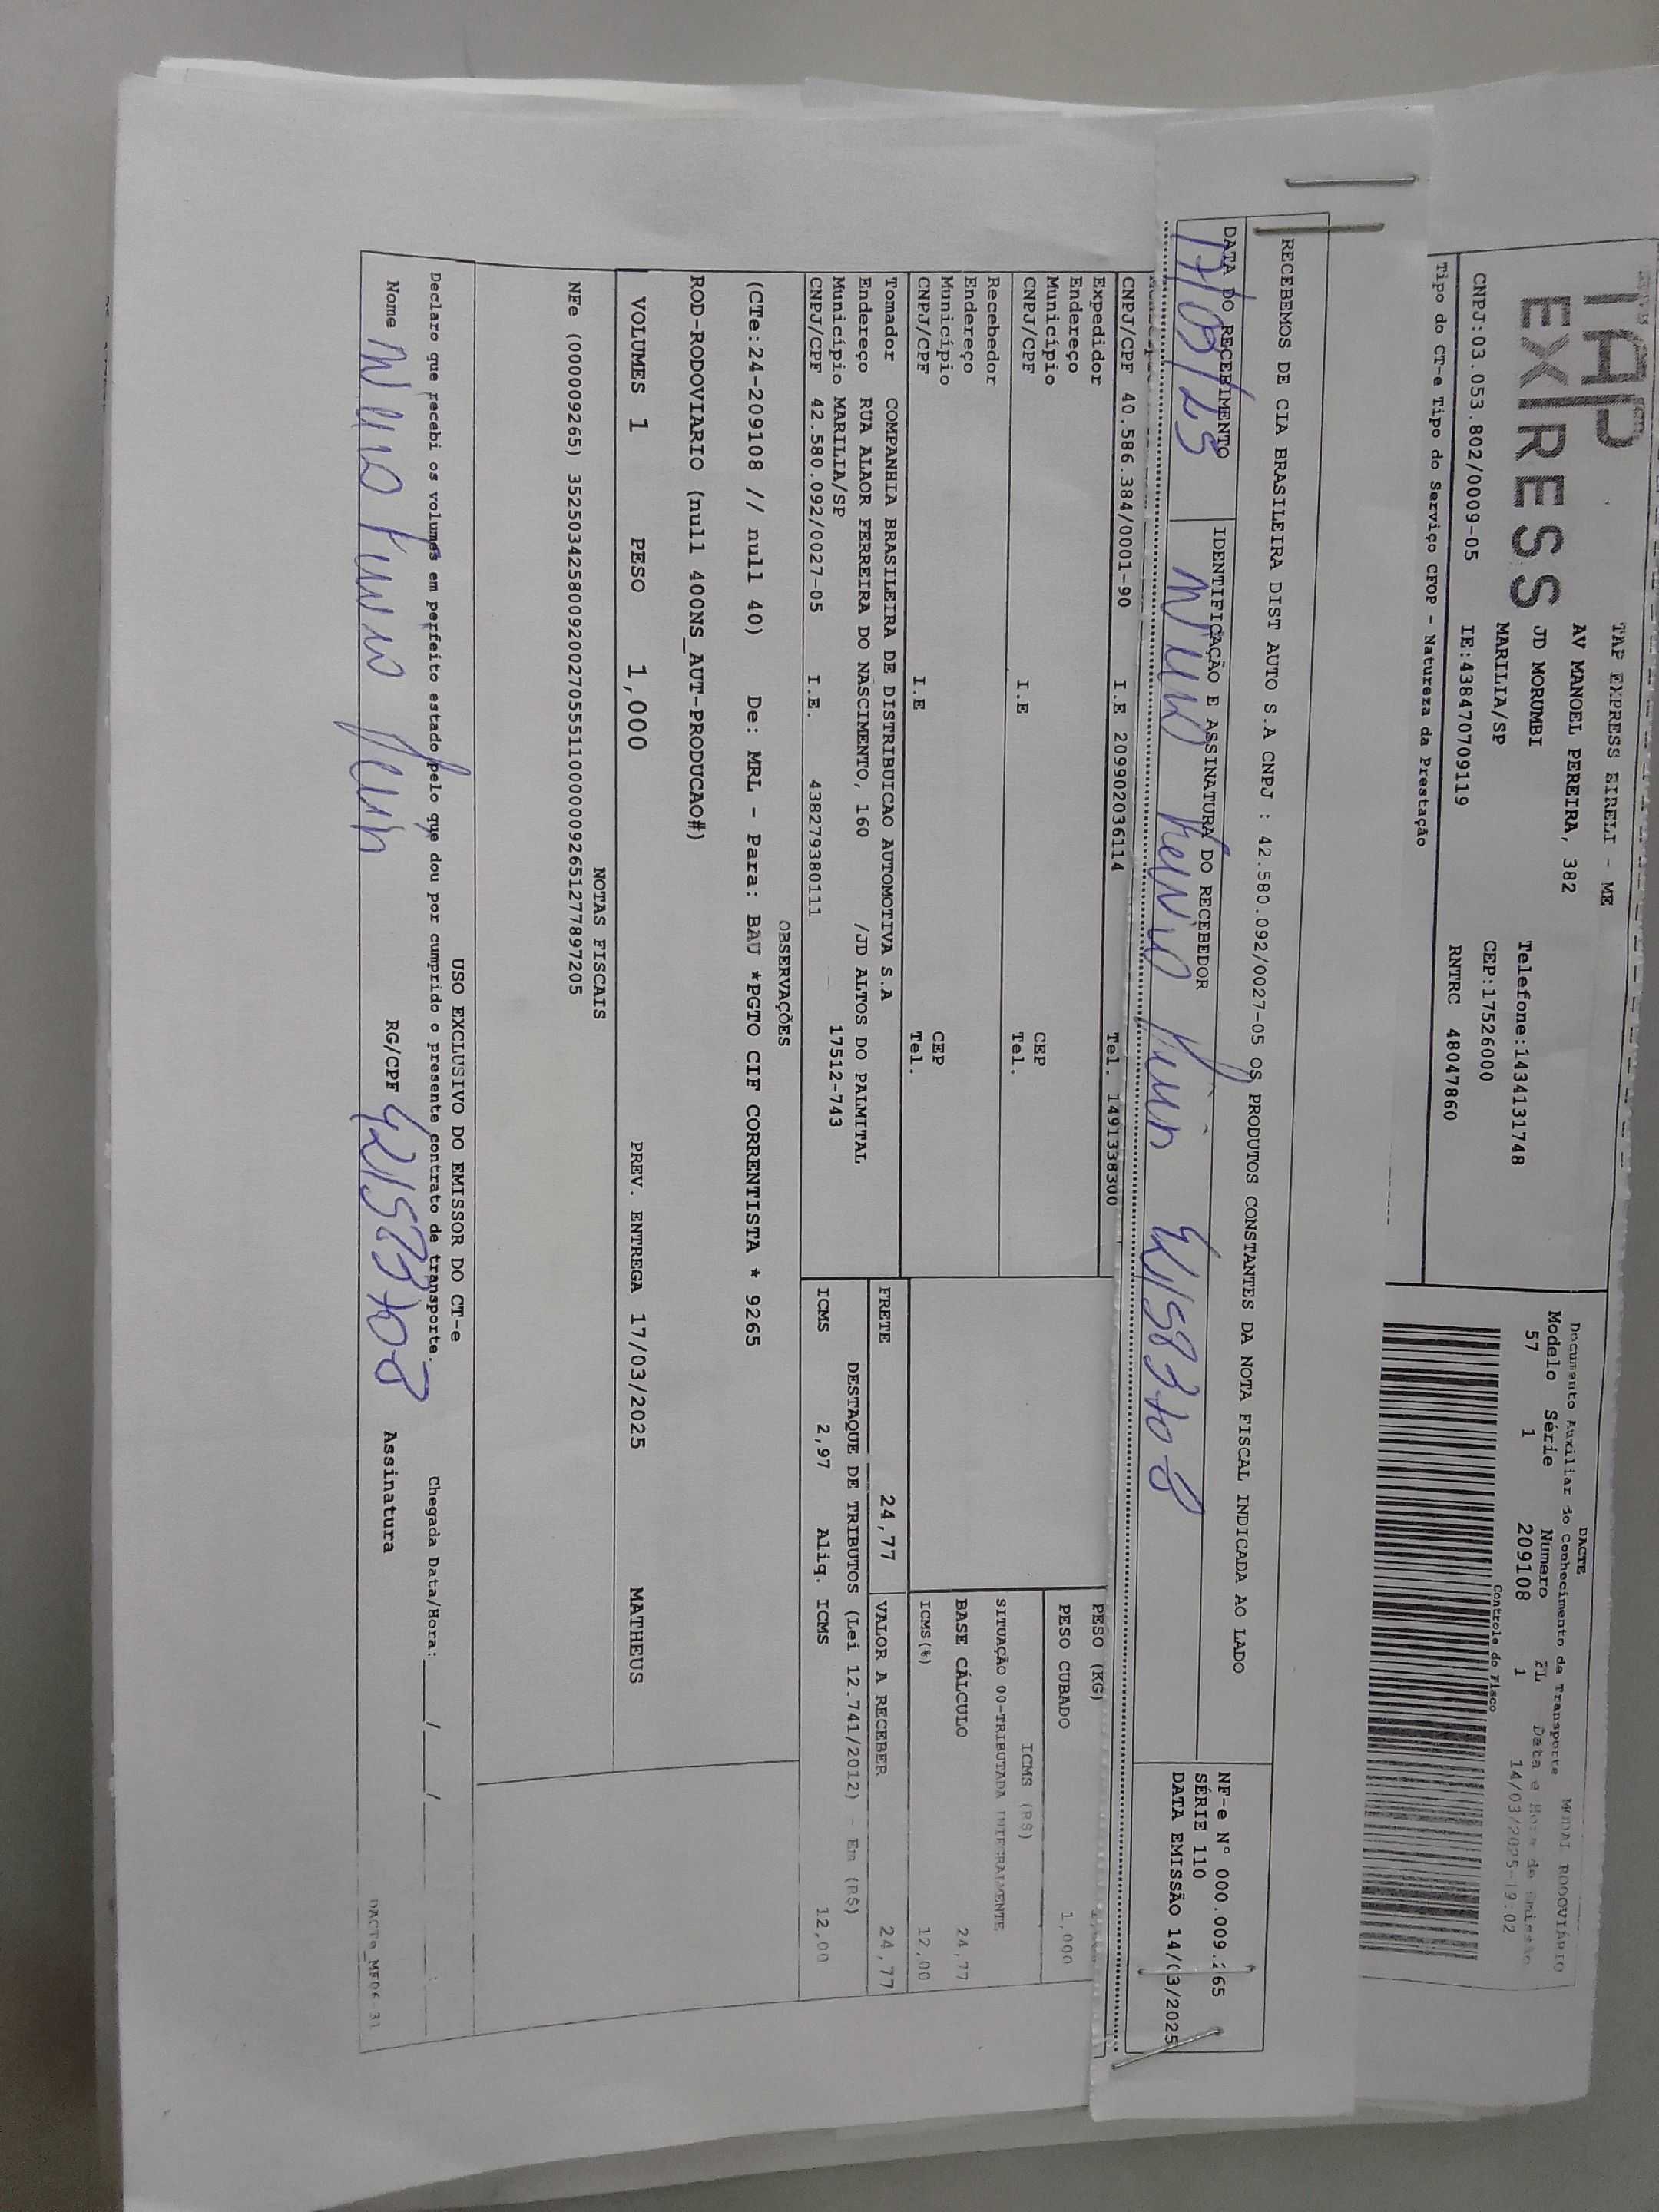 TAP
EXPRESS
TAP EXPRESS EIRELI - ME
AV MANOEL PEREIRA, 382
JD MORUMBI
MARILIA/SP
Telefone:1434131748
CEP:17526000
CNPJ:03.053.802/0009-05 IE:438470709119 RNTRC 48047860
Tipo do CT-e Tipo do Serviço CFOP - Natureza da Prestação
DACTE
MODAL RODOVIÁRIO
Documento Auxiliar do Conhecimento de Transporte
Modelo Série Numero FL Data e Hora de Emissão
57 1 209108 1 14/03/2025-19:02
Controle do Fisco
RECEBEMOS DE CIA BRASILEIRA DIST AUTO S.A CNPJ : 42.580.092/0027-05 OS PRODUTOS CONSTANTES DA NOTA FISCAL INDICADA AO LADO
DATA DO RECEBIMENTO IDENTIFICAÇÃO E ASSINATURA DO RECEBEDOR
NF-e Nº 000.009. 65
SÉRIE 110
DATA EMISSÃO 14/03/2025
CNPJ/CPF 40.586.384/0001-90 I.E 209902036114 Tel. 1491338300
Expedidor
Endereço
Município CEP
CNPJ/CPF I.E Tel.
Recebedor
Endereço
Município CEP
CNPJ/CPF I.E Tel.
PESO (KG)
PESO CUBADO 1,000
ICMS (R$)
SITUAÇÃO 00-TRIBUTADA INTEGRALMENTE
BASE CÁLCULO 24,77
ICMS(%) 12,00
Tomador COMPANHIA BRASILEIRA DE DISTRIBUICAO AUTOMOTIVA S.A
Endereço RUA ALAOR FERREIRA DO NASCIMENTO, 160 /JD ALTOS DO PALMITAL
Município MARILIA/SP 17512-743
CNPJ/CPF 42.580.092/0027-05 I.E. 438279380111
FRETE 24,77 VALOR A RECEBER 24,77
DESTAQUE DE TRIBUTOS (Lei 12.741/2012) - Em (R$)
ICMS 2,97 Aliq. ICMS 12,00
OBSERVAÇÕES
(CTe:24-209108 // null 40) De: MRL - Para: BAU *PGTO CIF CORRENTISTA * 9265
ROD-RODOVIARIO (null 400NS_AUT-PRODUCAO#)
VOLUMES 1 PESO 1,000 PREV. ENTREGA 17/03/2025 MATHEUS
NOTAS FISCAIS
NFe (000009265) 35250342580092002705551100000092651277897205
USO EXCLUSIVO DO EMISSOR DO CT-e
Declaro que recebi os volumes em perfeito estado pelo que dou por cumprido o presente contrato de transporte. Chegada Data/Hora:____/____/____ __:__
Nome RG/CPF Assinatura